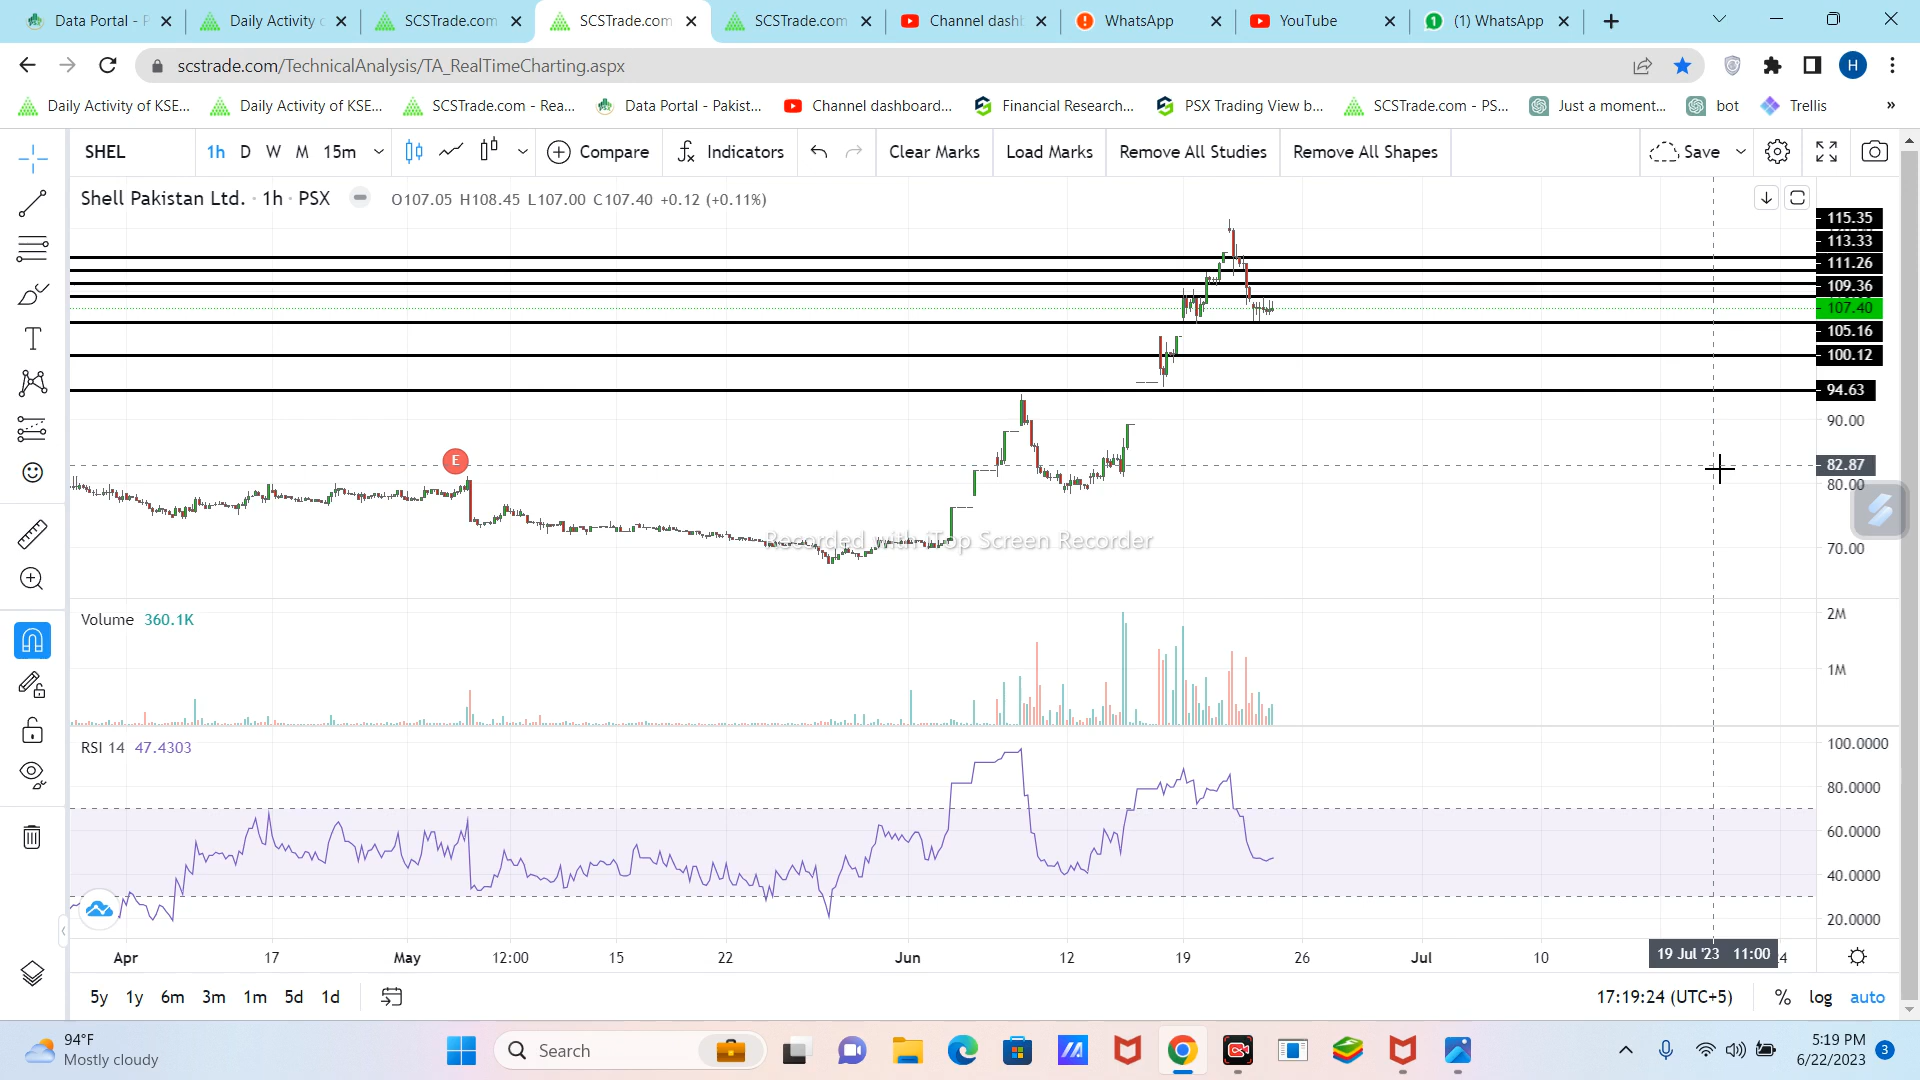 Data Portal - P
Daily Activity o
SCSTrade.com
SCSTrade.com
SCSTrade.com
Channel dashb
WhatsApp
YouTube
(1) WhatsApp
scstrade.com/TechnicalAnalysis/TA_RealTimeCharting.aspx
H
Daily Activity of KSE...
Daily Activity of KSE...
SCSTrade.com - Rea...
Data Portal - Pakist...
Channel dashboard...
Financial Research...
PSX Trading View b...
SCSTrade.com - PS...
Just a moment...
bot
Trellis
»
SHEL
1h D W M 15m
Compare
Indicators
Clear Marks
Load Marks
Remove All Studies
Remove All Shapes
Save
Shell Pakistan Ltd. · 1h · PSX
O107.05 H108.45 L107.00 C107.40 +0.12 (+0.11%)
115.35
113.33
111.26
109.36
107.40
105.16
100.12
94.63
90.00
82.87
80.00
70.00
E
Recorded with iTop Screen Recorder
Volume 360.1K
2M
1M
RSI 14 47.4303
100.0000
80.0000
60.0000
40.0000
20.0000
Apr 17 May 12:00 15 22 Jun 12 19 26 Jul 10
19 Jul '23 11:00
4
5y 1y 6m 3m 1m 5d 1d
17:19:24 (UTC+5)
% log auto
94°F
Mostly cloudy
Search
5:19 PM
6/22/2023
3